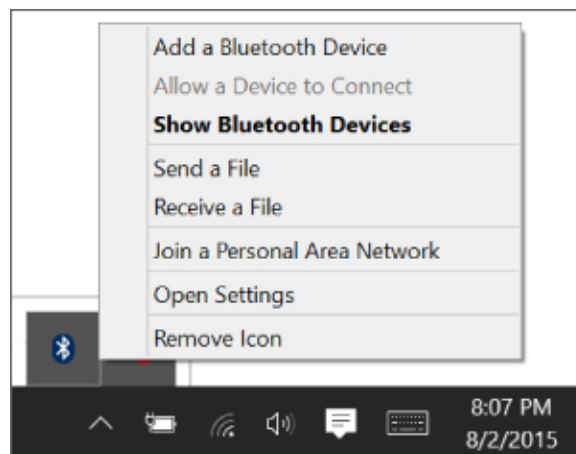 Add a Bluetooth Device
Allow a Device to Connect
Show Bluetooth Devices
Send a File
Receive a File
Join a Personal Area Network
Open Settings
Remove Icon
8:07 PM
8/2/2015